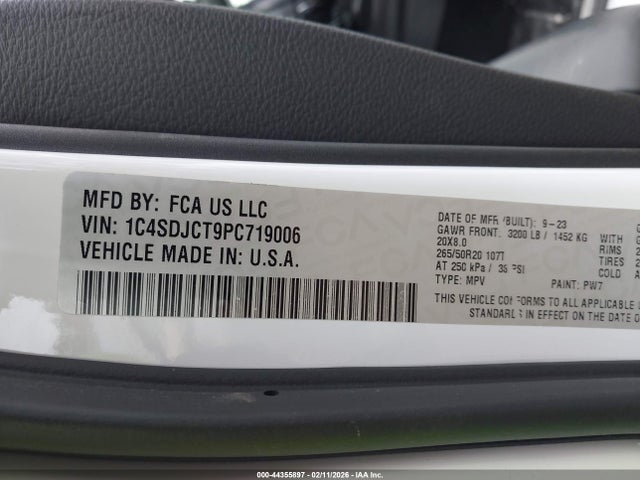 MFD BY: FCA US LLC
VIN: 1C4SDJCT9PC719006
VEHICLE MADE IN: U.S.A.
DATE OF MFR (BUILT): 9-23
GAWR FRONT: 3200 LB / 1452 KG
20X8.0
265/50R20 107T
AT 250 kPa / 35 PSI
TYPE: MPV PAINT: PW7
THIS VEHICLE CONFORMS TO ALL APPLICABLE
STANDARDS IN EFFECT ON THE DATE O
G
WITH
RIMS 2
TIRES 2
COLD A
000-44355897 - 02/11/2026 - IAA Inc.